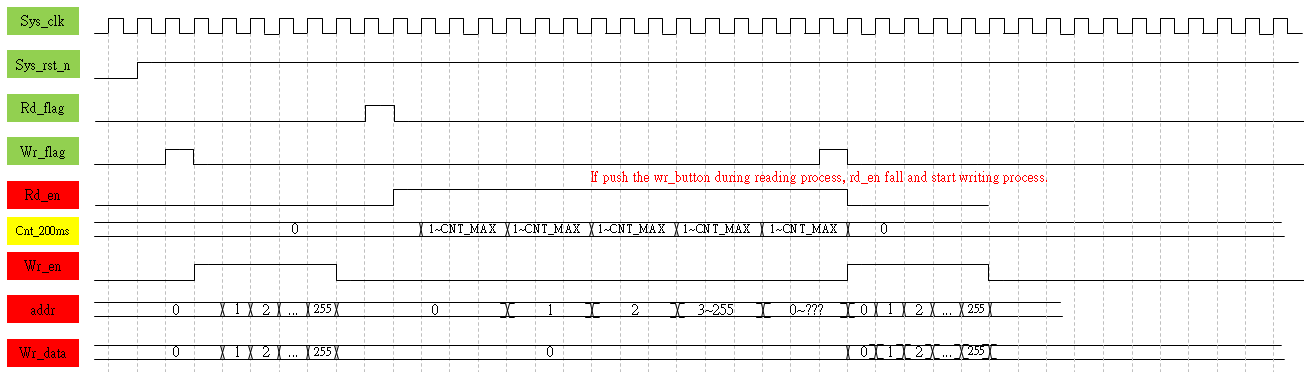 Sys_clk
Sys_rst_n
Rd_flag
Wr_flag
If push the wr_button during reading process, rd_en fall and start writing process.
Rd_en
Cnt_200ms 0 1~CNT_MAX 1~CNT_MAX 1~CNT_MAX 1~CNT_MAX 1~CNT_MAX 0
Wr_en
addr 0 1 2 ... 255 0 1 2 3~255 0~??? 0 1 2 ... 255
Wr_data 0 1 2 ... 255 0 0 1 2 ... 255